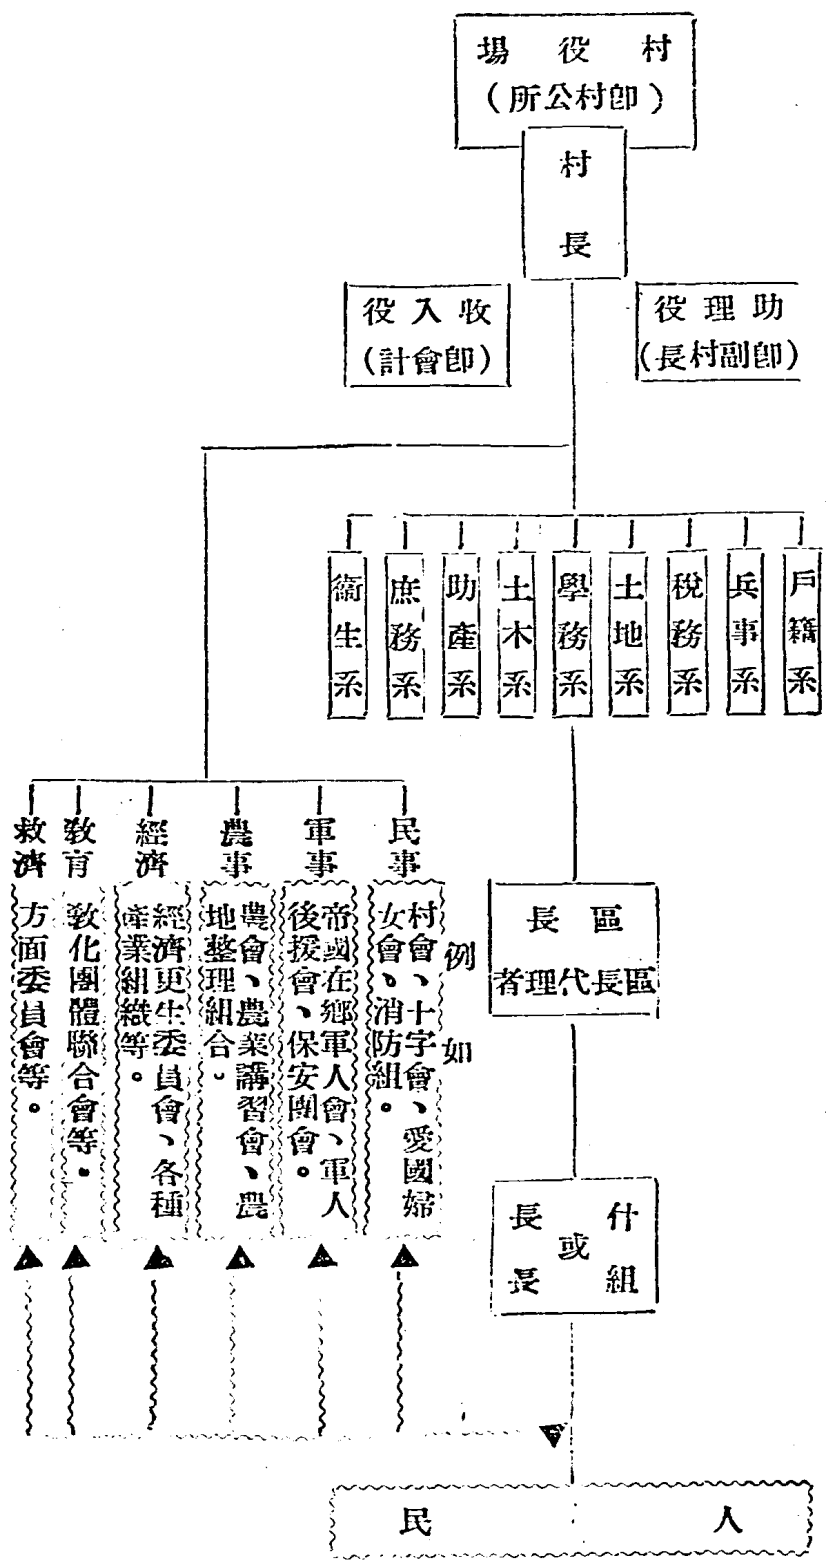 村役場
(即村公所)
村長
助理役
(即副村長)
收入役
(即會計)
戶籍系
兵事系
稅務系
土地系
學務系
土木系
助產系
庶務系
衞生系
區長
區長代理者
什長
或
組長
例如
民事
村會、十字會、愛國婦
女會、消防組。
軍事
帝國在鄉軍人會、軍人
後援會、保安團會。
農事
農會、農業講習會、農
地整理組合。
經濟
經濟更生委員會、各種
產業組織等。
敎育
敎化團體聯合會等。
救濟
方面委員會等。
人民